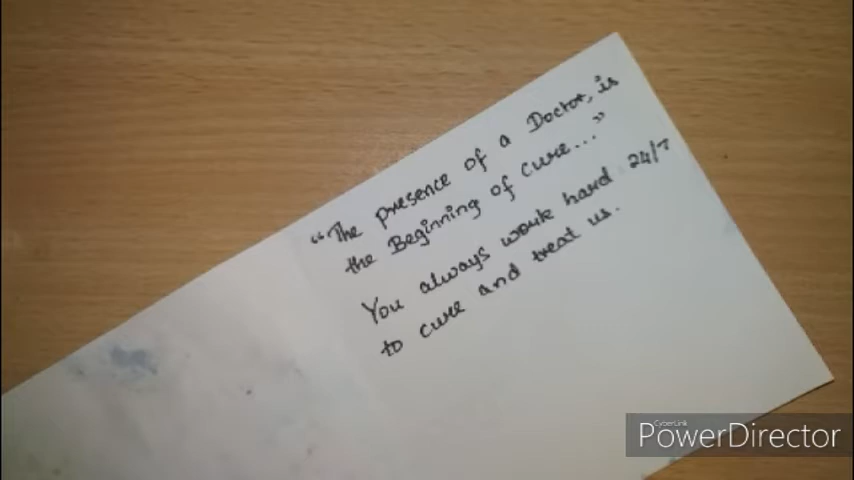 “The presence of a Doctor, is
the Beginning of cure...”
You always work hard 24/7
to cure and treat us.
CyberLink
PowerDirector